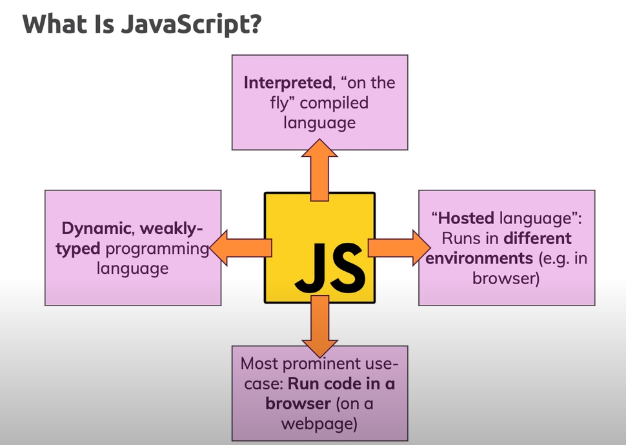 What Is JavaScript?
Interpreted, “on the
fly” compiled
language
Dynamic, weakly-
typed programming
language
JS
“Hosted language”:
Runs in different
environments (e.g. in
browser)
Most prominent use-
case: Run code in a
browser (on a
webpage)